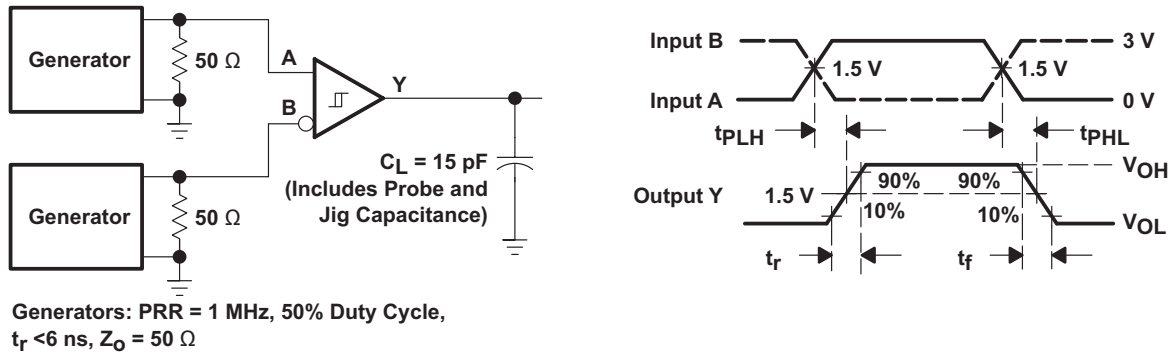 Generator
50 Ω
A
B
Y
C_L = 15 pF
(Includes Probe and
Jig Capacitance)
Generator
50 Ω
Generators: PRR = 1 MHz, 50% Duty Cycle,
t_r <6 ns, Z_o = 50 Ω
Input B
3 V
1.5 V
1.5 V
Input A
0 V
t_PLH
t_PHL
V_OH
90%
90%
Output Y
1.5 V
10%
10%
V_OL
t_r
t_f